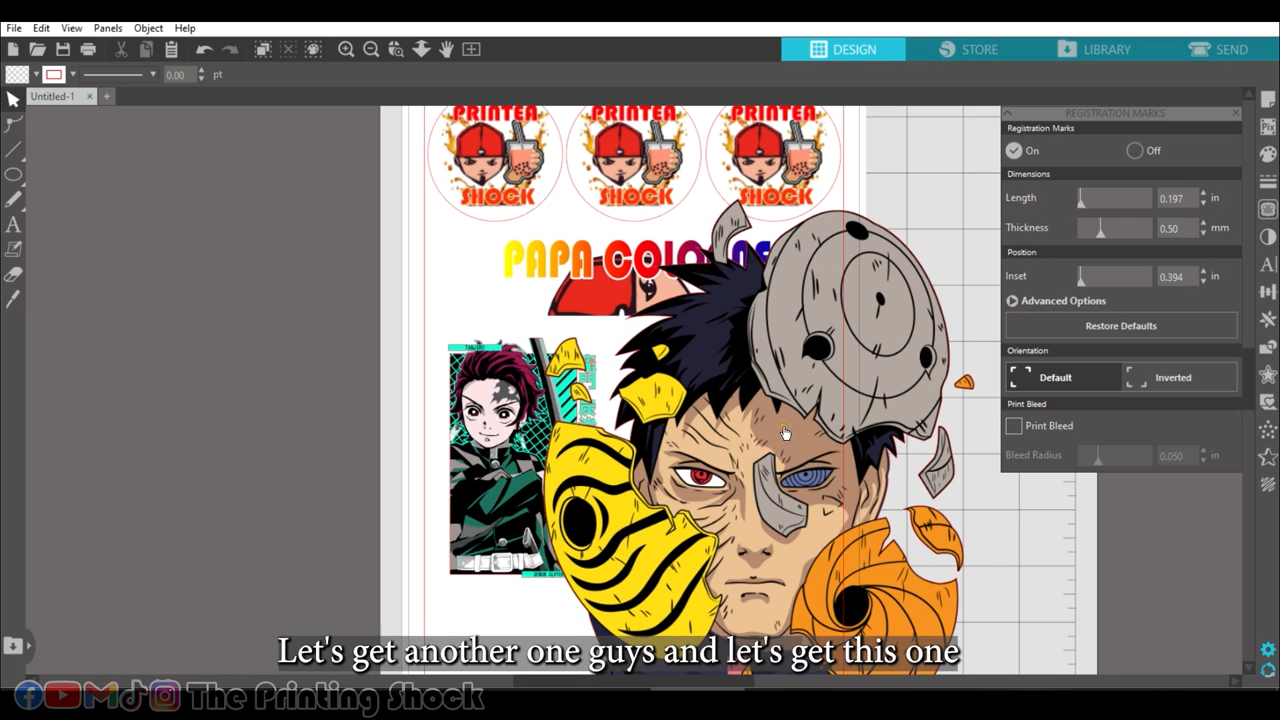 File Edit View Panels Object Help
DESIGN STORE LIBRARY SEND
0.00 pt
Untitled-1 × +
REGISTRATION MARKS
Registration Marks
On Off
Dimensions
Length 0.197 in
Thickness 0.50 mm
Position
Inset 0.394 in
Advanced Options
Restore Defaults
Orientation
Default Inverted
Print Bleed
Print Bleed
Bleed Radius 0.050 in
PRINTEA PRINTEA PRINTEA
SHOCK SHOCK SHOCK
PAPA
TANJIRO
Let's get another one guys and let's get this one
The Printing Shock